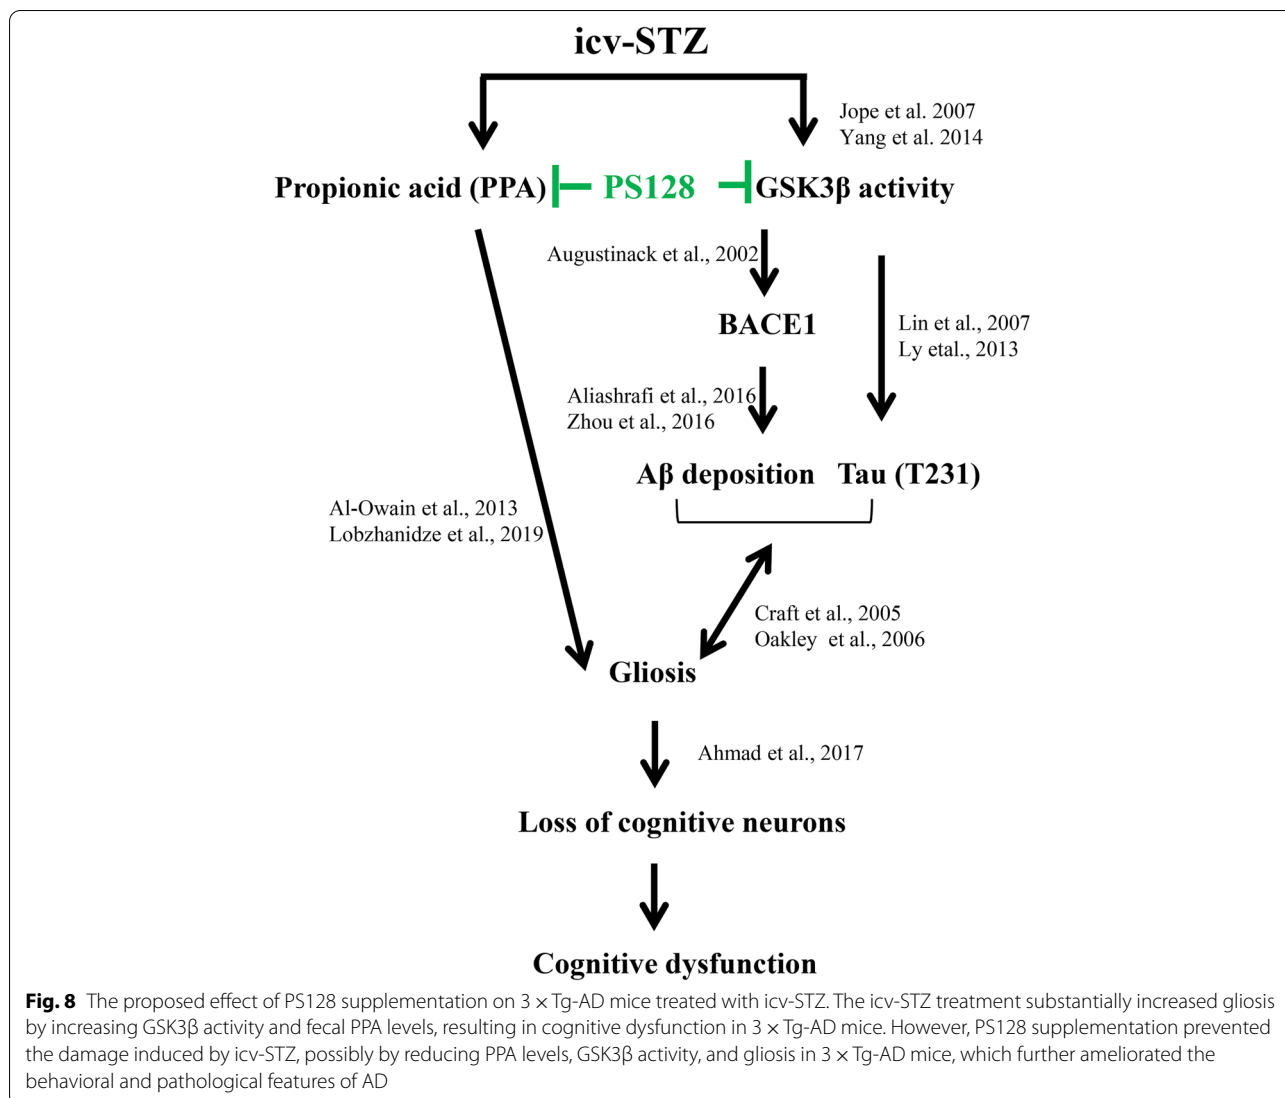 icv-STZ
Jope et al. 2007
Yang et al. 2014
Propionic acid (PPA)
PS128
GSK3β activity
Augustinack et al., 2002
BACE1
Lin et al., 2007
Ly etal., 2013
Aliashrafi et al., 2016
Zhou et al., 2016
Aβ deposition
Tau (T231)
Al-Owain et al., 2013
Lobzhanidze et al., 2019
Craft et al., 2005
Oakley et al., 2006
Gliosis
Ahmad et al., 2017
Loss of cognitive neurons
Cognitive dysfunction
Fig. 8 The proposed effect of PS128 supplementation on 3 × Tg-AD mice treated with icv-STZ. The icv-STZ treatment substantially increased gliosis
by increasing GSK3β activity and fecal PPA levels, resulting in cognitive dysfunction in 3 × Tg-AD mice. However, PS128 supplementation prevented
the damage induced by icv-STZ, possibly by reducing PPA levels, GSK3β activity, and gliosis in 3 × Tg-AD mice, which further ameliorated the
behavioral and pathological features of AD